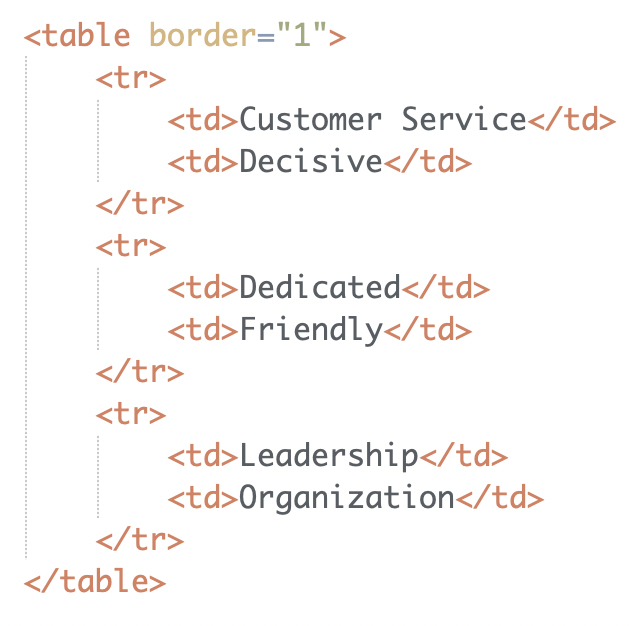 <table border="1">
    <tr>
        <td>Customer Service</td>
        <td>Decisive</td>
    </tr>
    <tr>
        <td>Dedicated</td>
        <td>Friendly</td>
    </tr>
    <tr>
        <td>Leadership</td>
        <td>Organization</td>
    </tr>
</table>